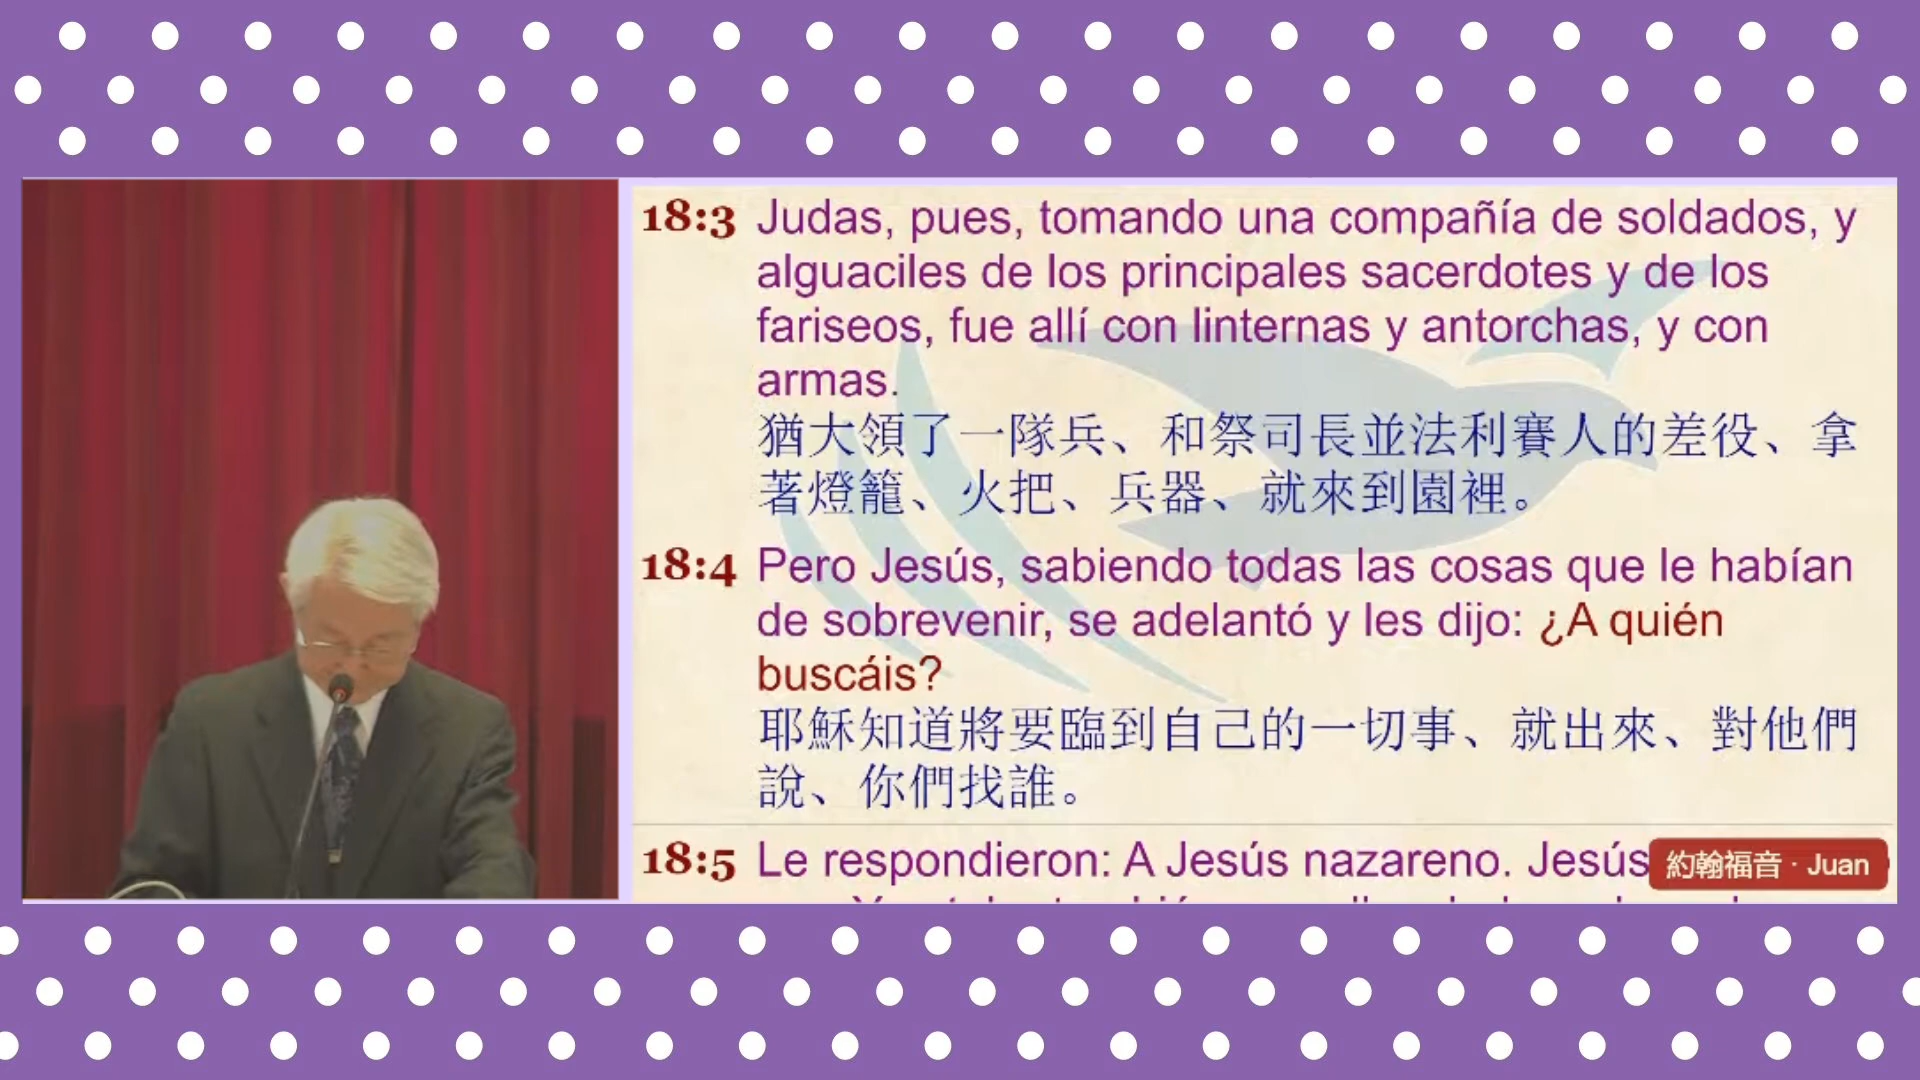 18:3 Judas, pues, tomando una compañía de soldados, y
alguaciles de los principales sacerdotes y de los
fariseos, fue allí con linternas y antorchas, y con
armas.
猶大領了一隊兵、和祭司長並法利賽人的差役、拿
著燈籠、火把、兵器、就來到園裡。
18:4 Pero Jesús, sabiendo todas las cosas que le habían
de sobrevenir, se adelantó y les dijo: ¿A quién
buscáis?
耶穌知道將要臨到自己的一切事、就出來、對他們
說、你們找誰。
18:5 Le respondieron: A Jesús nazareno. Jesús
約翰福音 · Juan